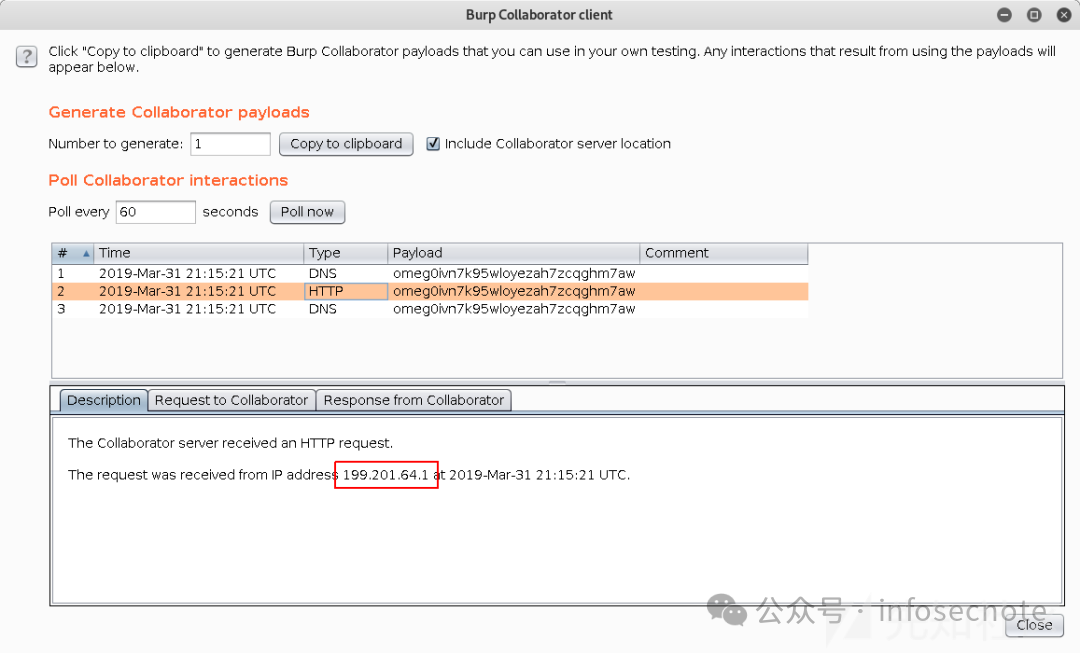 Burp Collaborator client
? Click "Copy to clipboard" to generate Burp Collaborator payloads that you can use in your own testing. Any interactions that result from using the payloads will
appear below.
Generate Collaborator payloads
Number to generate: 1 Copy to clipboard Include Collaborator server location
Poll Collaborator interactions
Poll every 60 seconds Poll now
# Time Type Payload Comment
1 2019-Mar-31 21:15:21 UTC DNS omeg0ivn7k95wloyezah7zcqghm7aw
2 2019-Mar-31 21:15:21 UTC HTTP omeg0ivn7k95wloyezah7zcqghm7aw
3 2019-Mar-31 21:15:21 UTC DNS omeg0ivn7k95wloyezah7zcqghm7aw
Description Request to Collaborator Response from Collaborator
The Collaborator server received an HTTP request.
The request was received from IP address 199.201.64.1 at 2019-Mar-31 21:15:21 UTC.
公众号 · infosecnote
Close